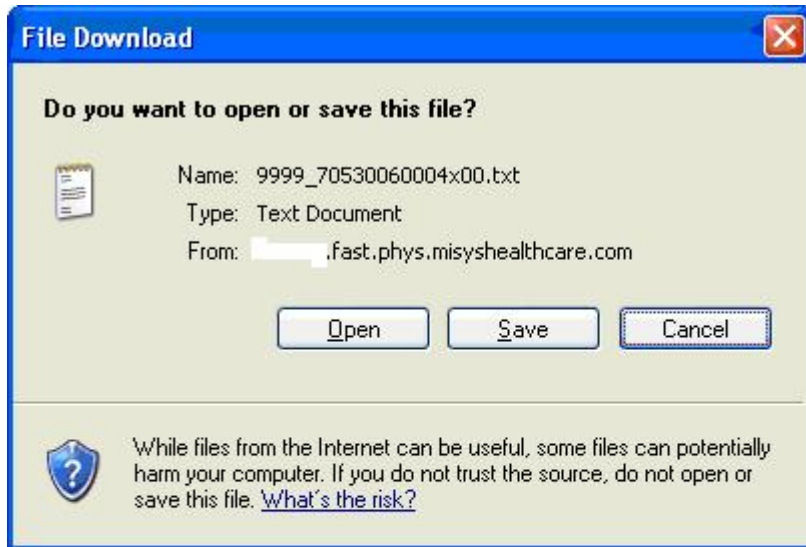 File Download
Do you want to open or save this file?
Name: 9999_70530060004x00.txt
Type: Text Document
From: .fast.phys.misyshealthcare.com
Open Save Cancel
While files from the Internet can be useful, some files can potentially
harm your computer. If you do not trust the source, do not open or
save this file. What's the risk?